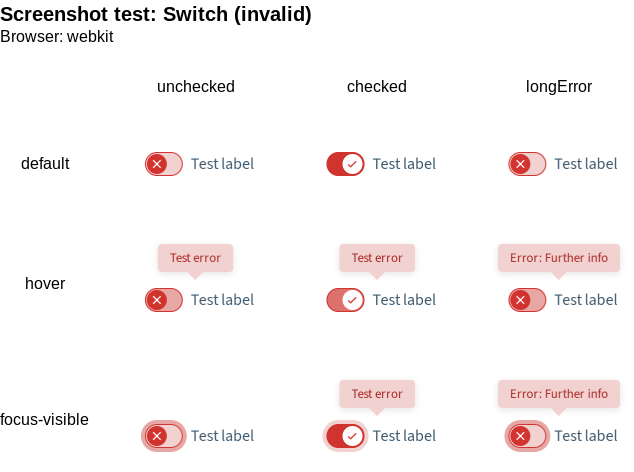 Screenshot test: Switch (invalid)
Browser: webkit
unchecked checked longError
default Test label Test label Test label
Test error Test error Error: Further info
hover Test label Test label Test label
Test error Error: Further info
focus-visible Test label Test label Test label